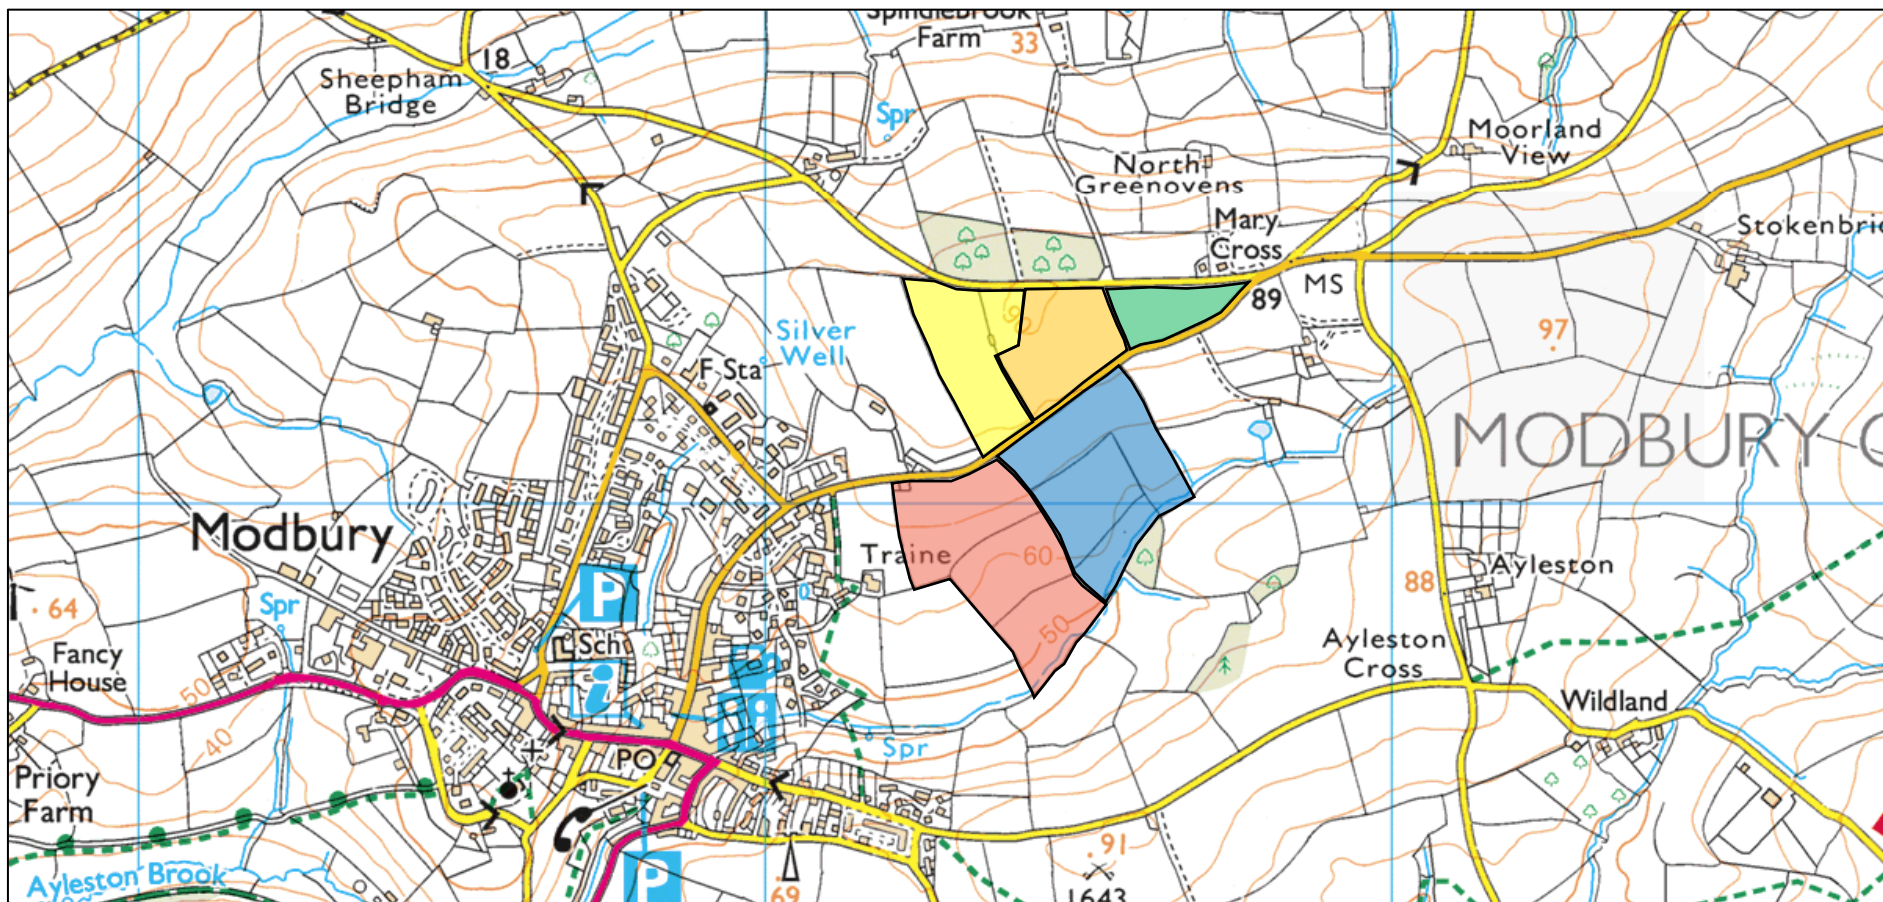 Spindlebrook
Farm
33
18
Sheepham
Bridge
Spr
Moorland
View
North
Greenovens
Mary
Cross
Stokenbri
89
MS
97
Silver
Well
F Sta
MODBURY
Modbury
Traine
60
64
Spr
P
88
Ayleston
Sch
50
Ayleston
Cross
Fancy
House
50
i
Wildland
40
Spr
PO
Priory
Farm
91
Ayleston Brook
P
69
1643